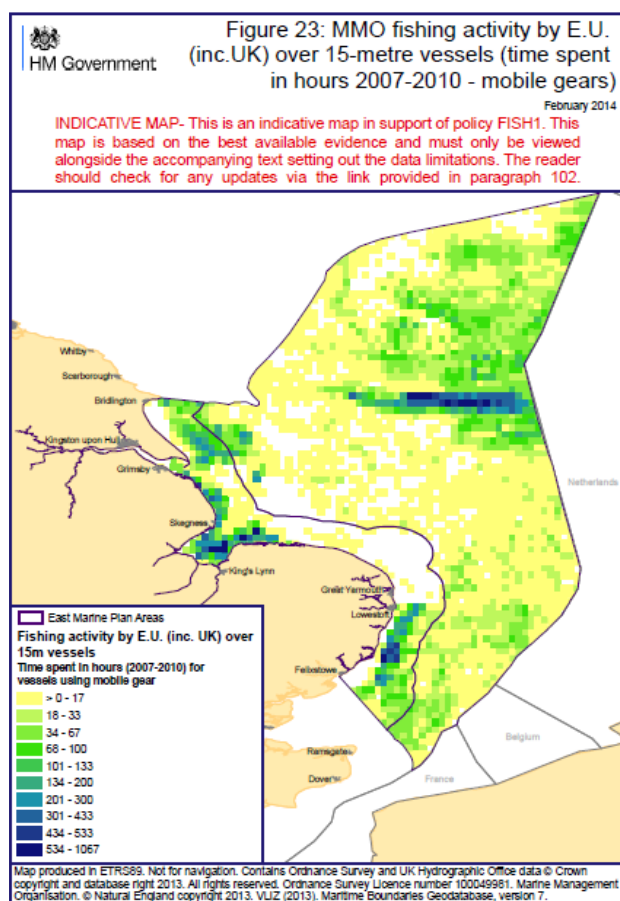 HM Government
Figure 23: MMO fishing activity by E.U.
(inc.UK) over 15-metre vessels (time spent
in hours 2007-2010 - mobile gears)
February 2014
INDICATIVE MAP- This is an indicative map in support of policy FISH1. This
map is based on the best available evidence and must only be viewed
alongside the accompanying text setting out the data limitations. The reader
should check for any updates via the link provided in paragraph 102.
Whitby
Scarborough
Bridlington
Kingston upon Hull
Grimsby
Netherlands
Skegness
King's Lynn
Great Yarmouth
Lowestoft
Felixstowe
Belgium
Ramsgate
Dover
France
East Marine Plan Areas
Fishing activity by E.U. (inc. UK) over
15m vessels
Time spent in hours (2007-2010) for
vessels using mobile gear
> 0 - 17
18 - 33
34 - 67
68 - 100
101 - 133
134 - 200
201 - 300
301 - 433
434 - 533
534 - 1067
Map produced in ETRS89. Not for navigation. Contains Ordnance Survey and UK Hydrographic Office data © Crown
copyright and database right 2013. All rights reserved. Ordnance Survey Licence number 100049981. Marine Management
Organisation. © Natural England copyright 2013. VLIZ (2013). Maritime Boundaries Geodatabase, version 7.